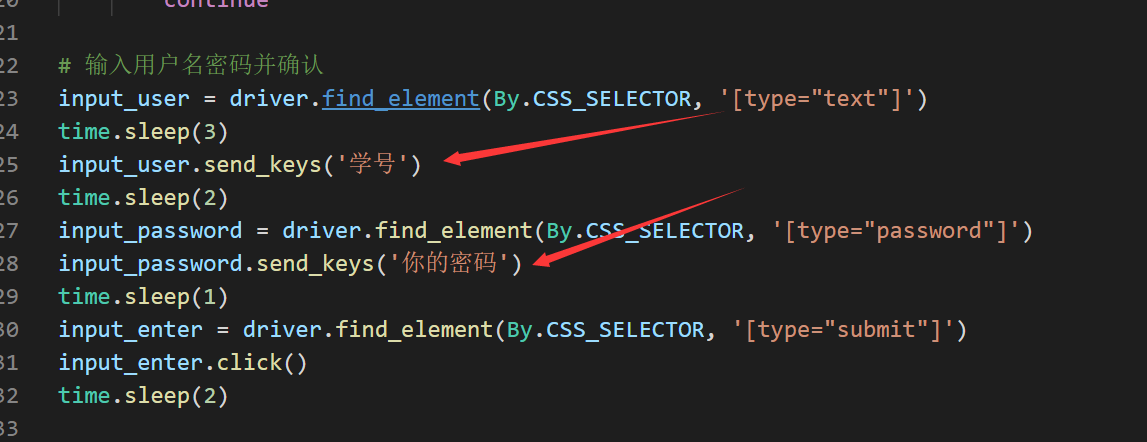 20 continue
21
22 # 输入用户名密码并确认
23 input_user = driver.find_element(By.CSS_SELECTOR, '[type="text"]')
24 time.sleep(3)
25 input_user.send_keys('学号')
26 time.sleep(2)
27 input_password = driver.find_element(By.CSS_SELECTOR, '[type="password"]')
28 input_password.send_keys('你的密码')
29 time.sleep(1)
30 input_enter = driver.find_element(By.CSS_SELECTOR, '[type="submit"]')
31 input_enter.click()
32 time.sleep(2)
33